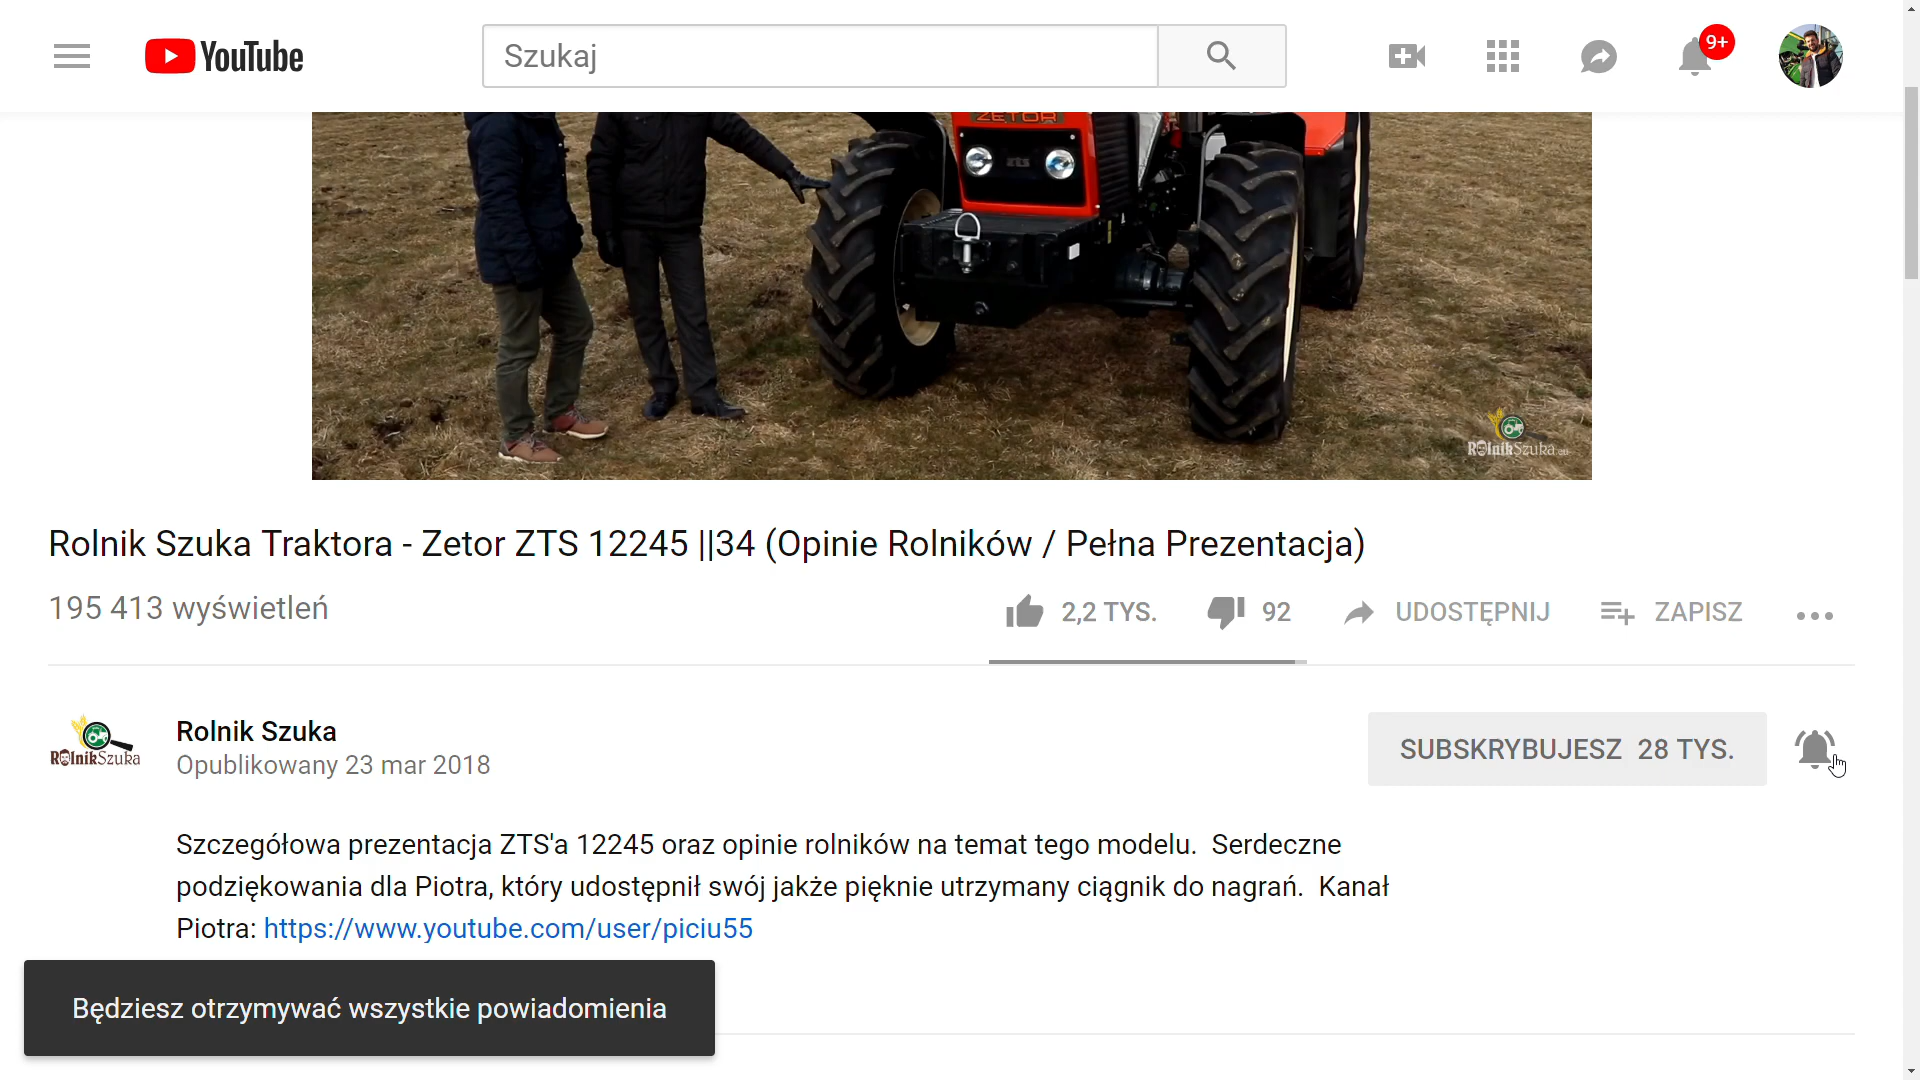 YouTube
Szukaj
9+
ZETOR
zts
RolnikSzuka.eu
Rolnik Szuka Traktora - Zetor ZTS 12245 ||34 (Opinie Rolników / Pełna Prezentacja)
195 413 wyświetleń
2,2 TYS.
92
UDOSTĘPNIJ
ZAPISZ
RolnikSzuka
Rolnik Szuka
Opublikowany 23 mar 2018
SUBSKRYBUJESZ 28 TYS.
Szczegółowa prezentacja ZTS'a 12245 oraz opinie rolników na temat tego modelu. Serdeczne
podziękowania dla Piotra, który udostępnił swój jakże pięknie utrzymany ciągnik do nagrań. Kanał
Piotra: https://www.youtube.com/user/piciu55
Będziesz otrzymywać wszystkie powiadomienia